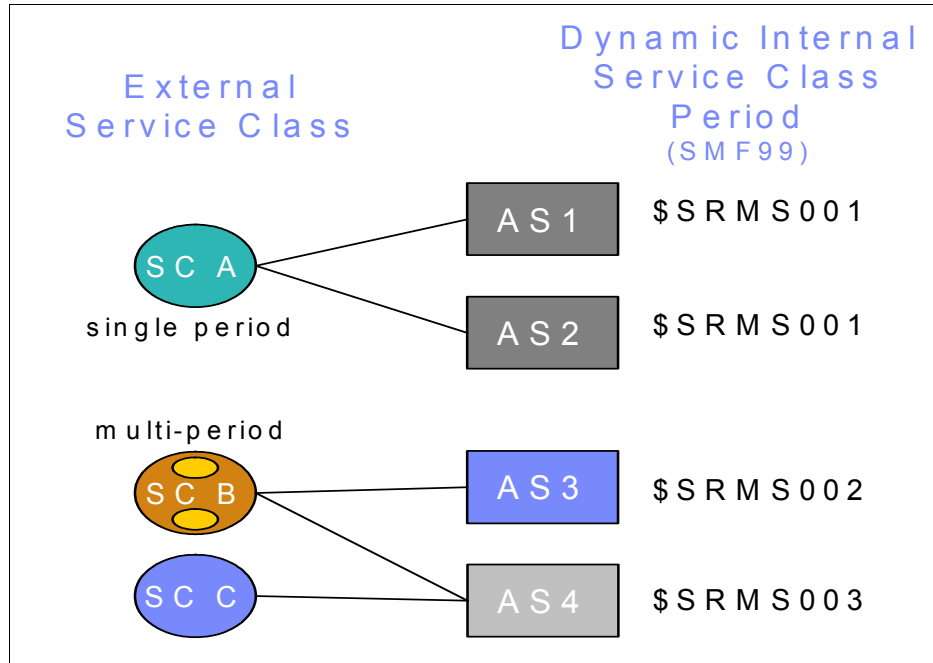 External
Service Class
Dynamic Internal
Service Class
Period
(SMF99)
SC A
single period
AS1
$SRMS001
AS2
$SRMS001
multi-period
SC B
AS3
$SRMS002
SC C
AS4
$SRMS003